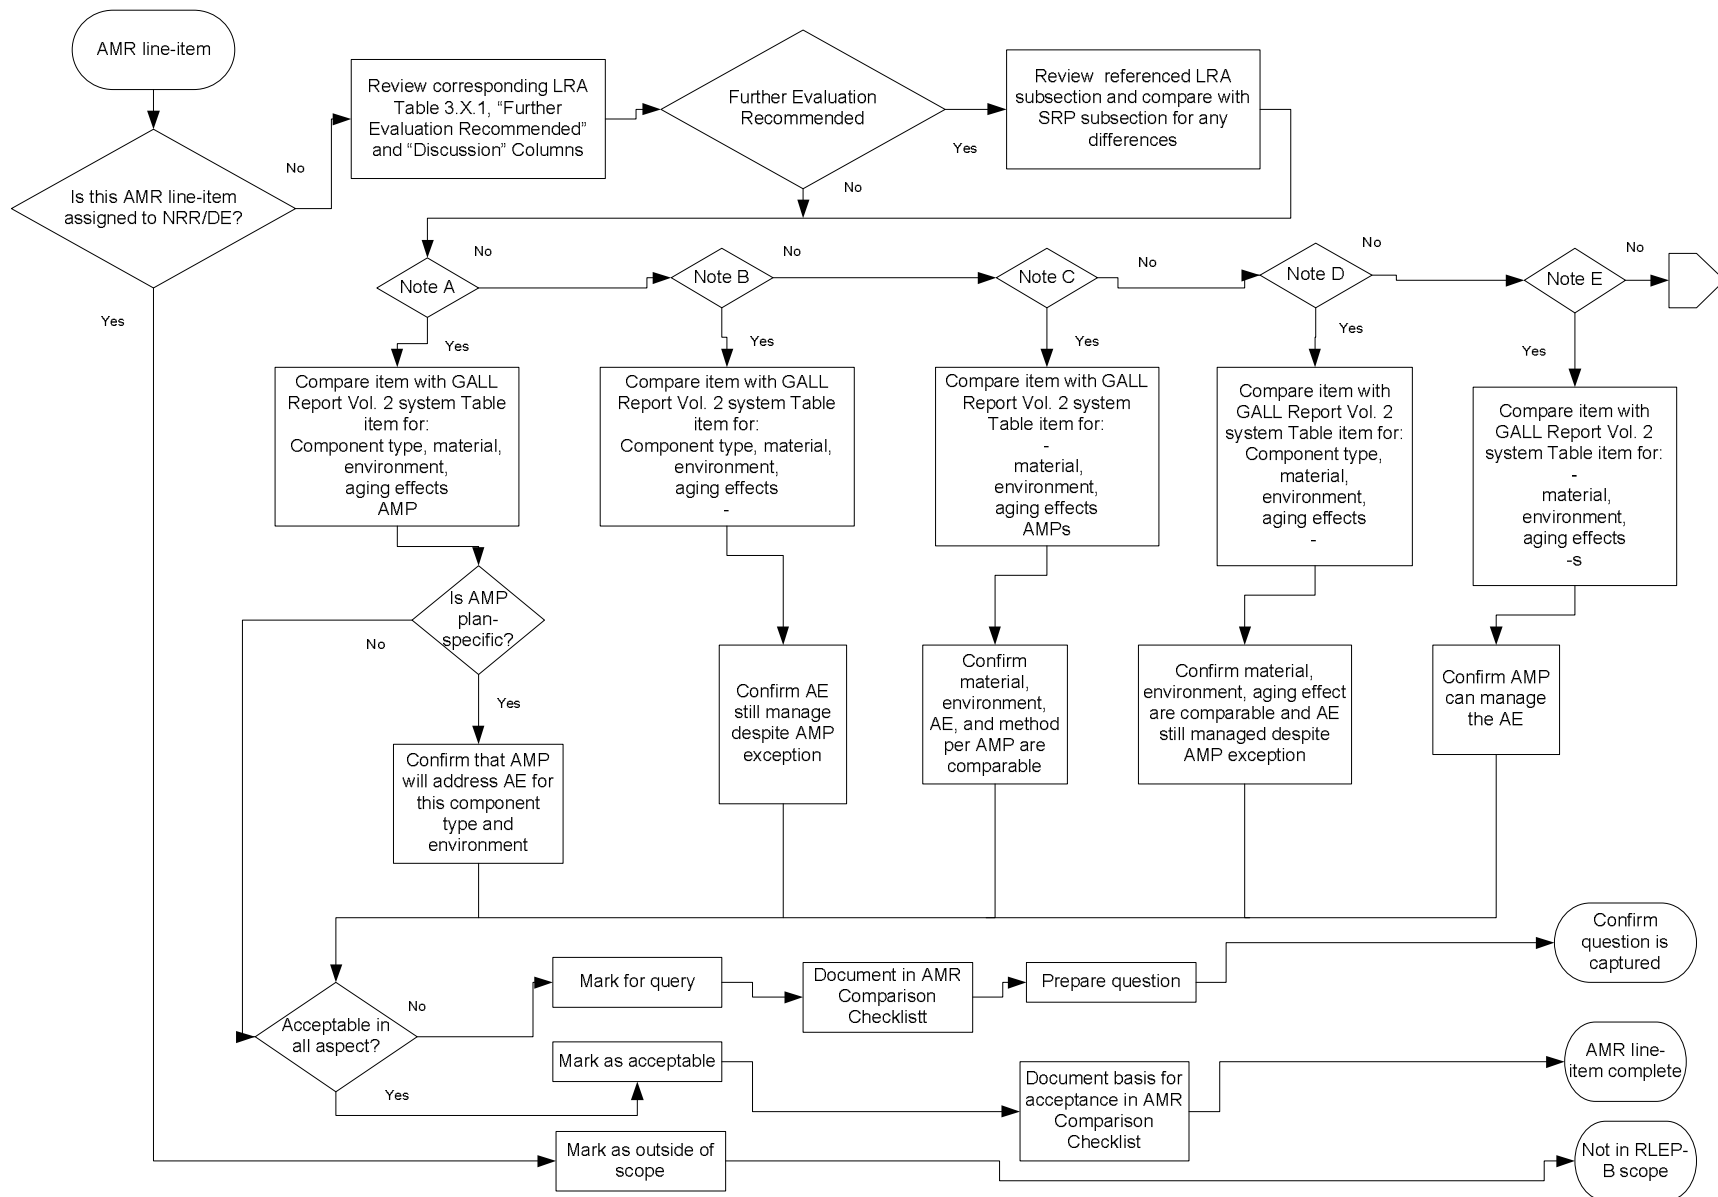 AMR line-item
Review corresponding LRA
Table 3.X.1, “Further
Evaluation Recommended”
and “Discussion” Columns
Further Evaluation
Recommended
Review  referenced LRA
subsection and compare with
SRP subsection for any
differences
Is this AMR line-item
assigned to NRR/DE?
No
Yes
No
Yes
Note A
No
Note B
No
Note C
No
Note D
No
Note E
No
Yes
Yes
Yes
Yes
Yes
Compare item with GALL
Report Vol. 2 system Table
item for:
Component type, material,
environment,
aging effects
AMP
Compare item with GALL
Report Vol. 2 system Table
item for:
Component type, material,
environment,
aging effects
-
Compare item with GALL
Report Vol. 2 system
Table item for:
-
material,
environment,
aging effects
AMPs
Compare item with
GALL Report Vol. 2
system Table item for:
Component type,
material,
environment,
aging effects
-
Compare item with
GALL Report Vol. 2
system Table item for:
-
material,
environment,
aging effects
-s
Is AMP
plan-
specific?
No
Yes
Confirm that AMP
will address AE for
this component
type and
environment
Confirm AE
still manage
despite AMP
exception
Confirm
material,
environment,
AE, and method
per AMP are
comparable
Confirm material,
environment, aging effect
are comparable and AE
still managed despite
AMP exception
Confirm AMP
can manage
the AE
Acceptable in
all aspect?
No
Yes
Mark for query
Document in AMR
Comparison
Checklistt
Prepare question
Confirm
question is
captured
Mark as acceptable
Document basis for
acceptance in AMR
Comparison
Checklist
AMR line-
item complete
Mark as outside of
scope
Not in RLEP-
B scope